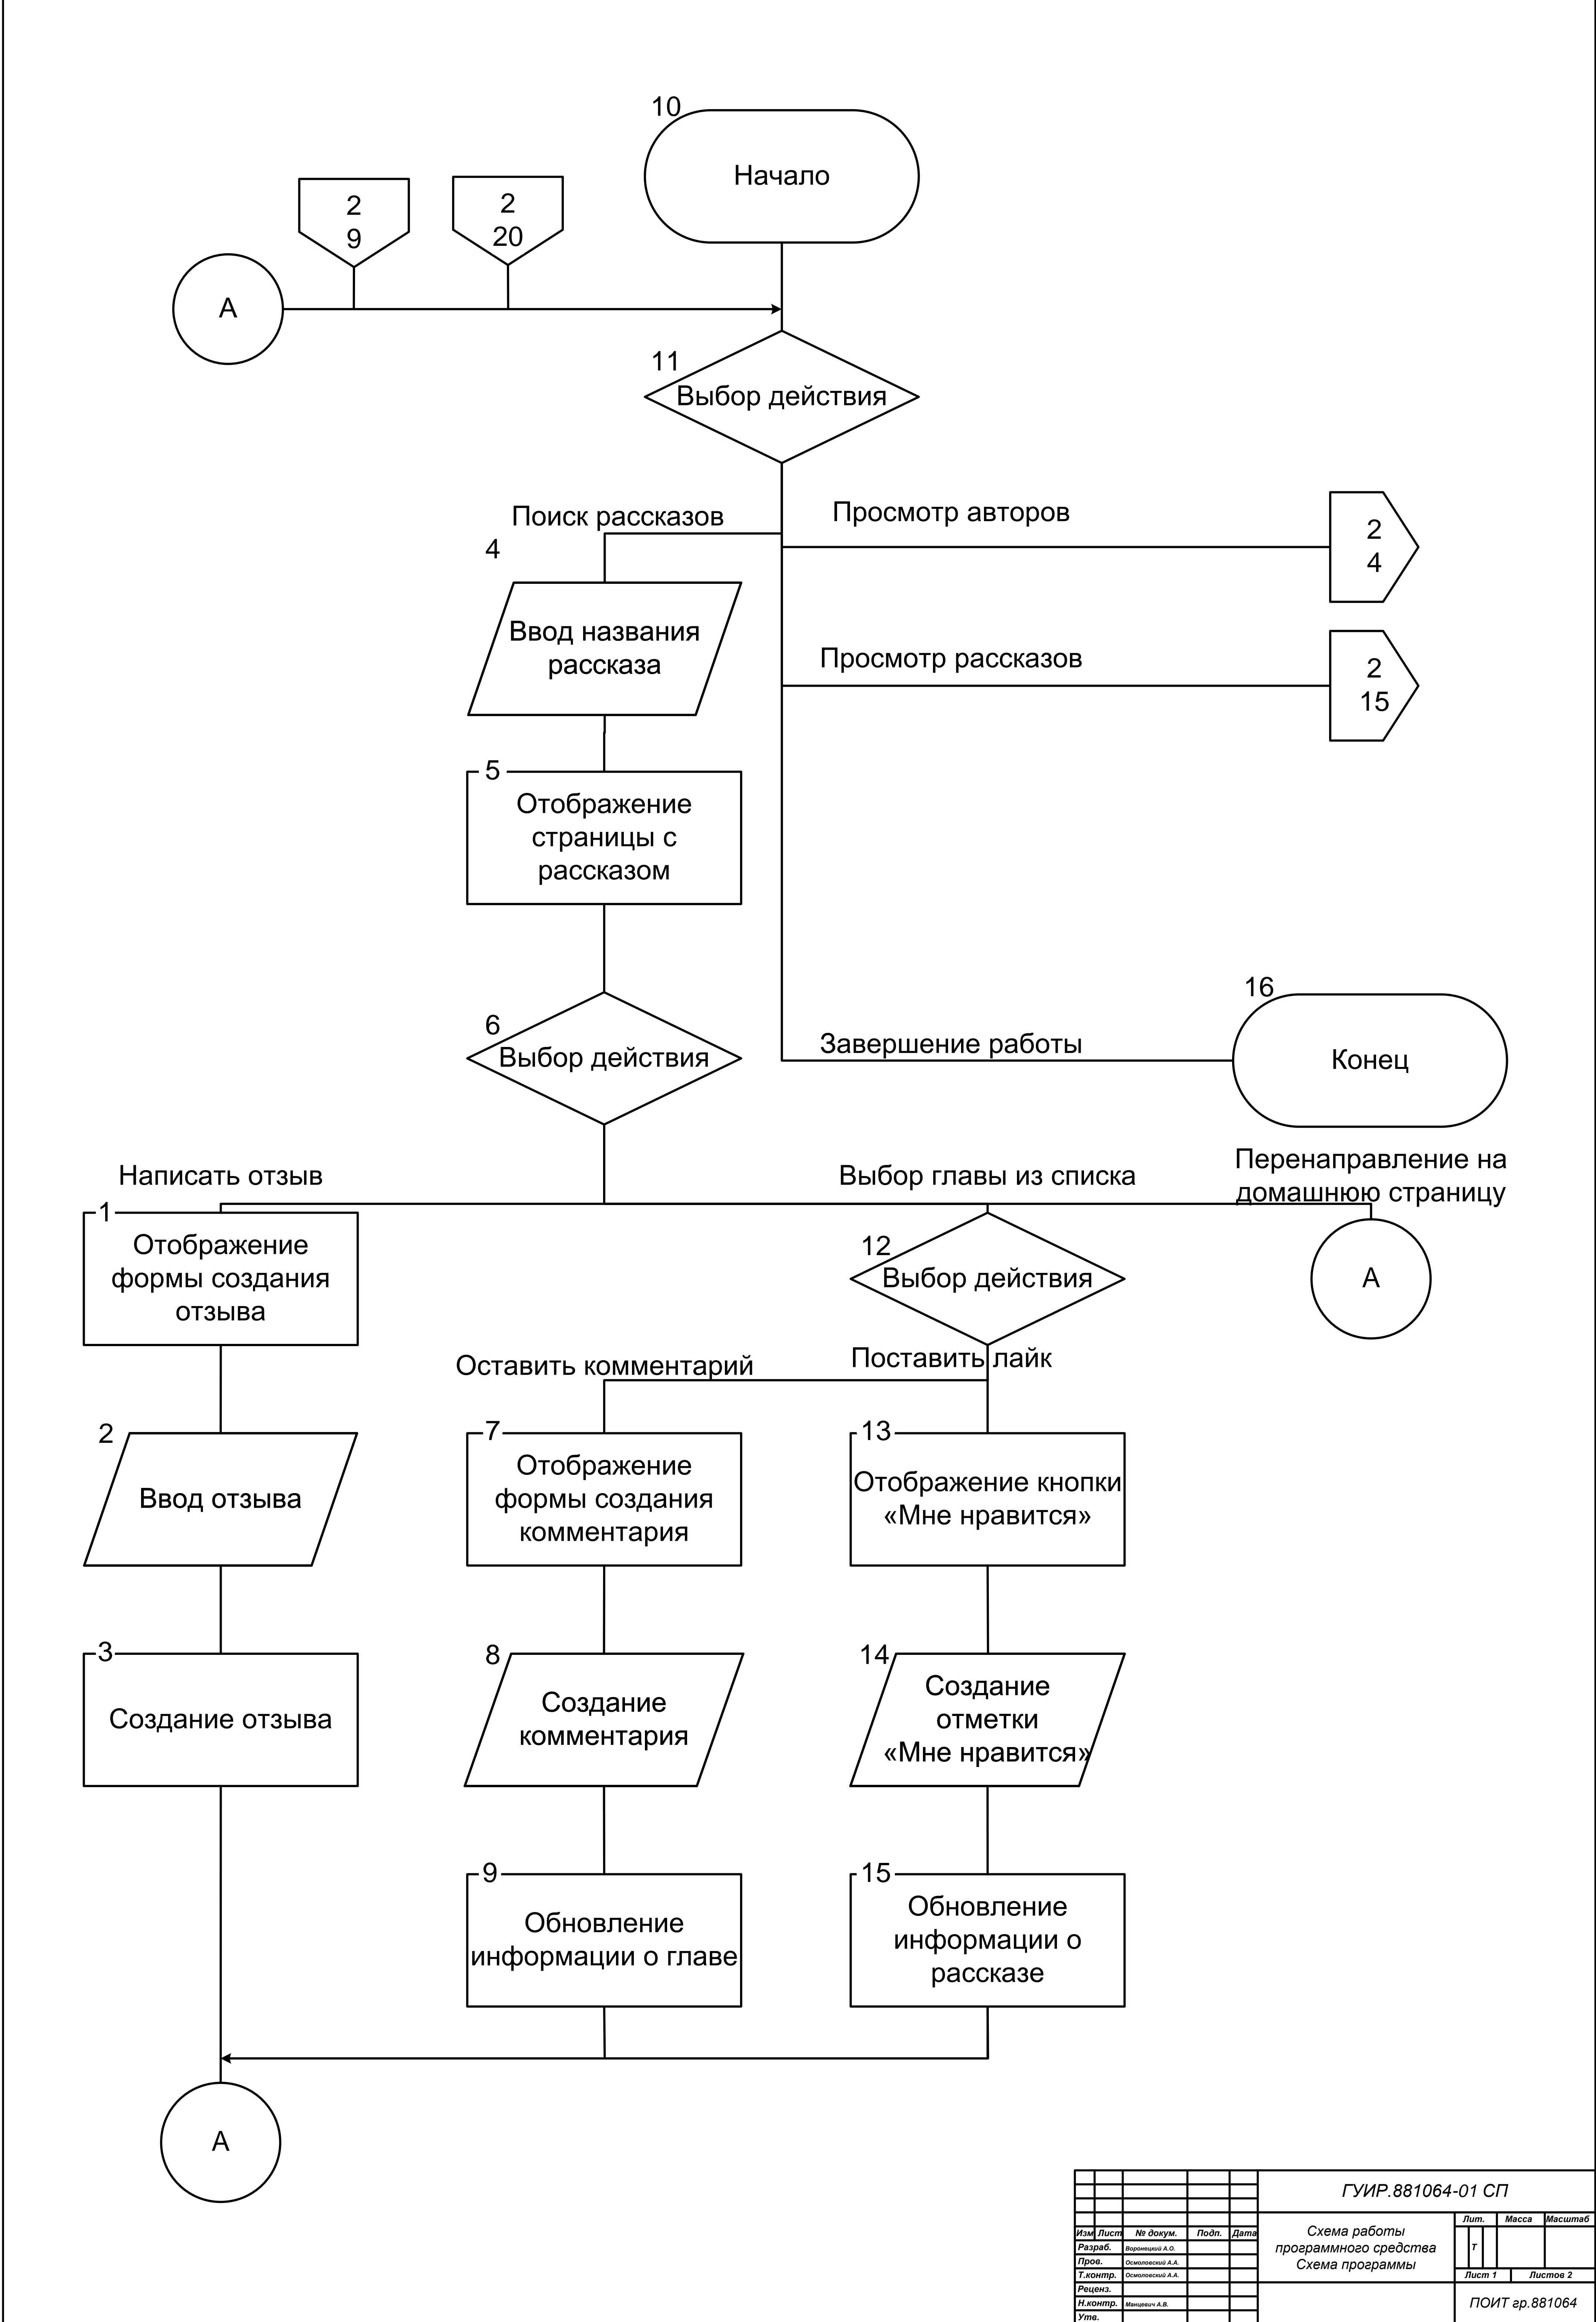 10
Начало
2
9
2
20
А
11
Выбор действия
Поиск рассказов
Просмотр авторов
2
4
4
Ввод названия
рассказа
Просмотр рассказов
2
15
5
Отображение
страницы с
рассказом
6
Выбор действия
Завершение работы
16
Конец
Написать отзыв
Выбор главы из списка
Перенаправление на
домашнюю страницу
1
Отображение
формы создания
отзыва
12
Выбор действия
А
Оставить комментарий
Поставить лайк
2
Ввод отзыва
7
Отображение
формы создания
комментария
13
Отображение кнопки
«Мне нравится»
3
Создание отзыва
8
Создание
комментария
14
Создание
отметки
«Мне нравится»
9
Обновление
информации о главе
15
Обновление
информации о
рассказе
А
ГУИР.881064-01 СП
Изм Лист № докум. Подп. Дата
Разраб. Воронецкий А.О.
Пров. Осмоловский А.А.
Т.контр. Осмоловский А.А.
Реценз.
Н.контр. Манцевич А.В.
Утв.
Схема работы
программного средства
Схема программы
Лит. Масса Масштаб
Т
Лист 1 Листов 2
ПОИТ гр.881064